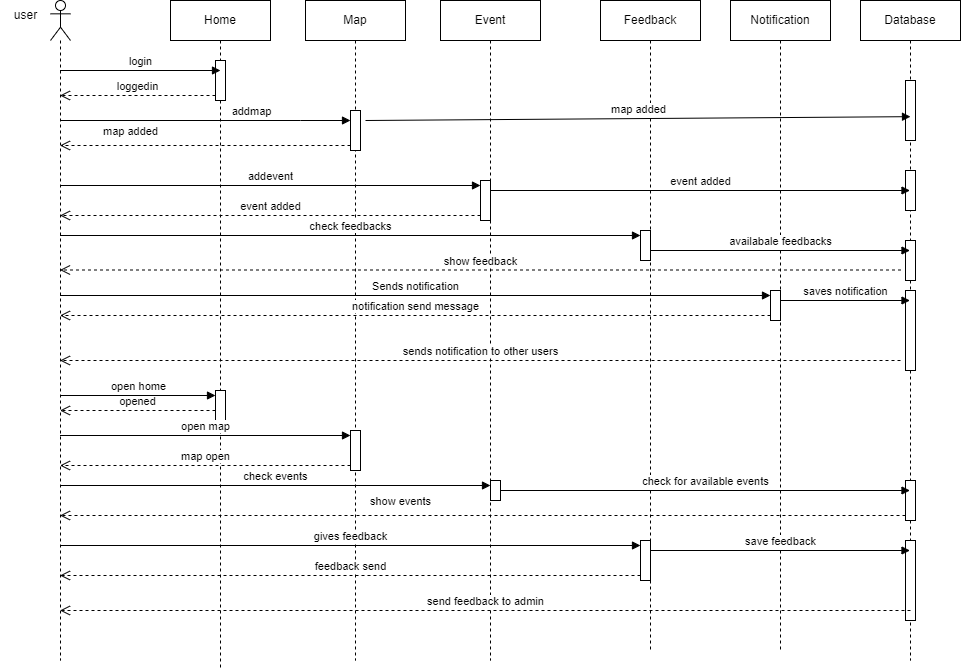 user
Home
Map
Event
Feedback
Notification
Database
login
loggedin
addmap
map added
map added
addevent
event added
event added
check feedbacks
availabale feedbacks
show feedback
Sends notification
saves notification
notification send message
sends notification to other users
open home
opened
open map
map open
check events
check for available events
show events
gives feedback
save feedback
feedback send
send feedback to admin